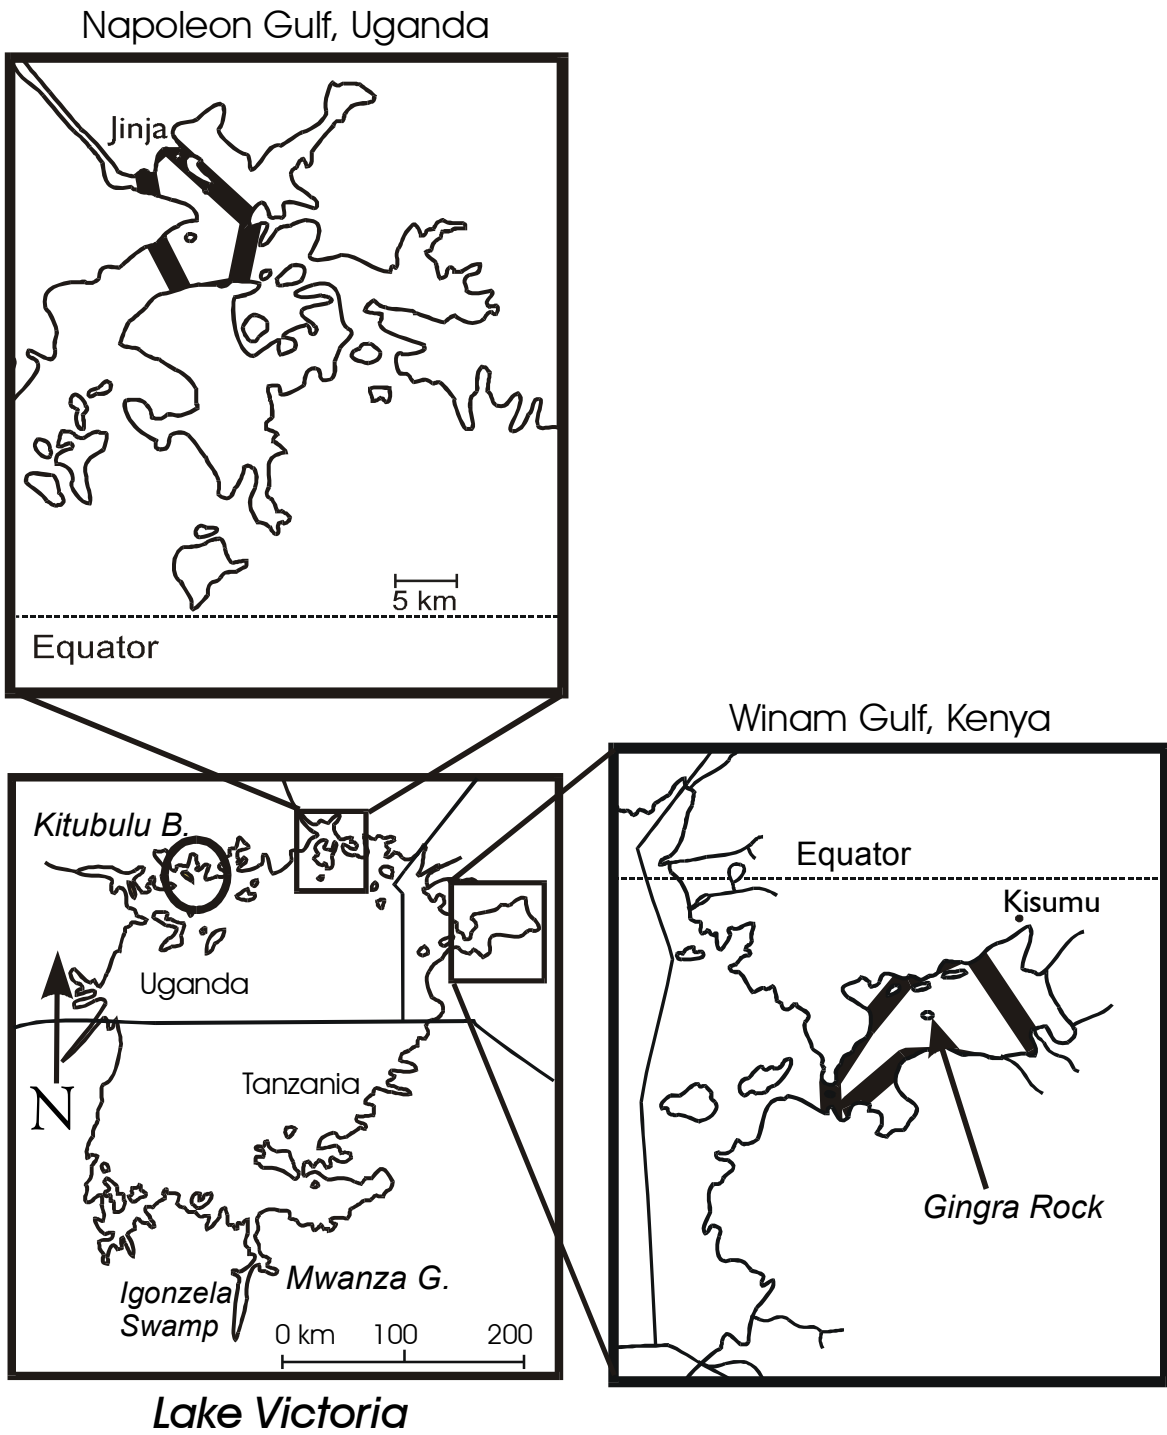 Napoleon Gulf, Uganda
Jinja
5 km
Equator
Winam Gulf, Kenya
Equator
Kisumu
Gingra Rock
Kitubulu B.
Uganda
N
Tanzania
Igonzela
Swamp
Mwanza G.
0 km 100 200
Lake Victoria